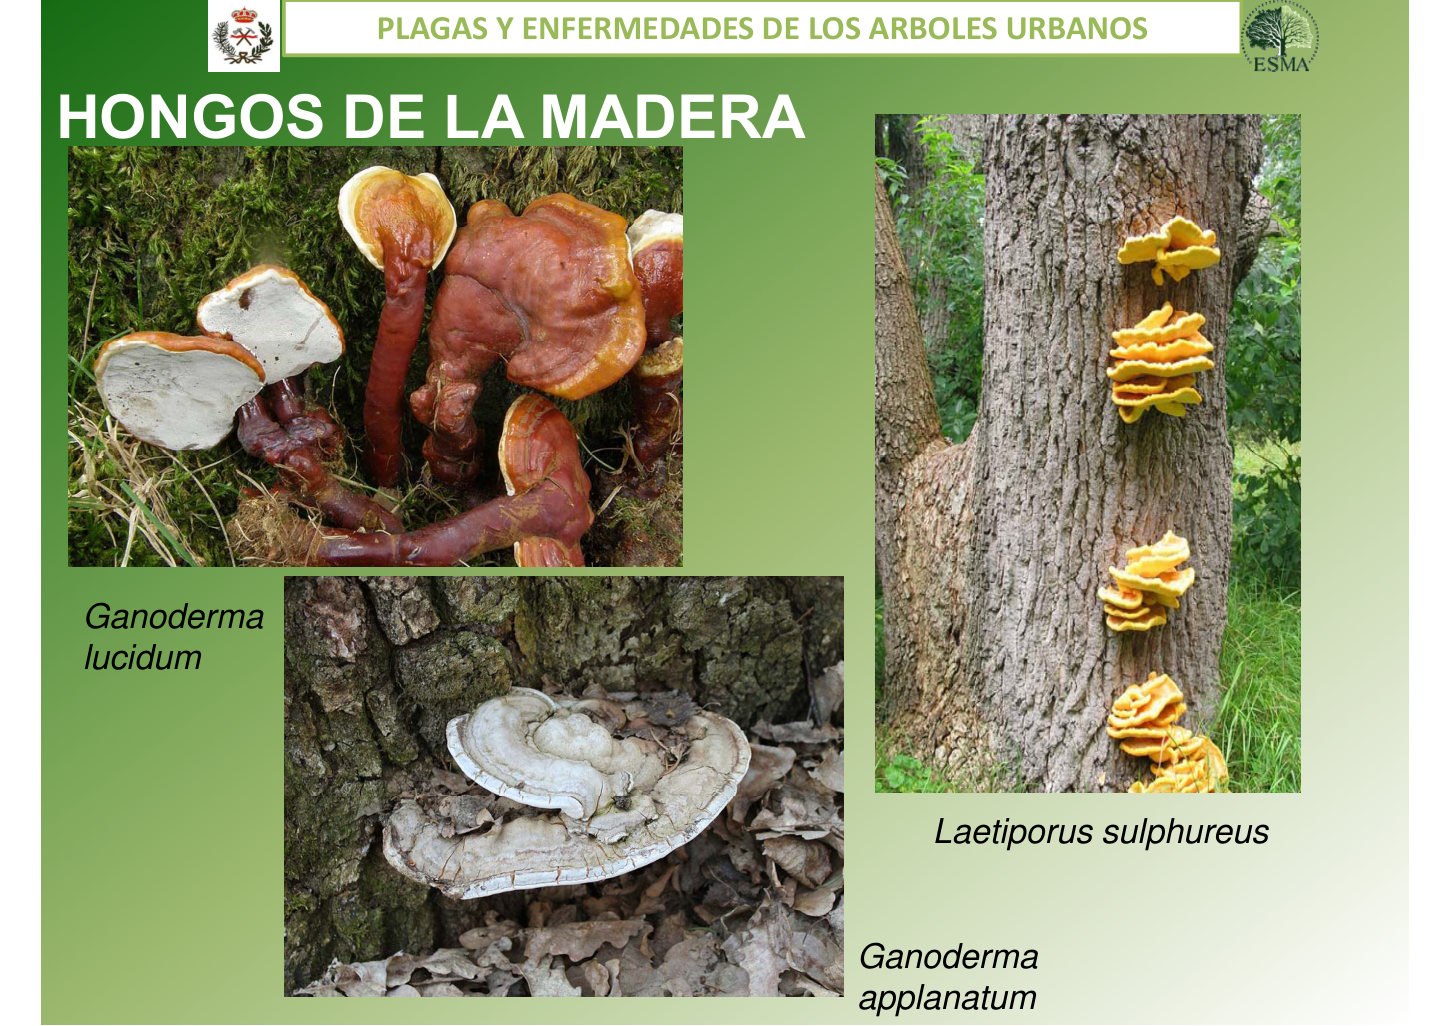 PLAGAS Y ENFERMEDADES DE LOS ARBOLES URBANOS
ESMA
HONGOS DE LA MADERA
Ganoderma
lucidum
Laetiporus sulphureus
Ganoderma
applanatum